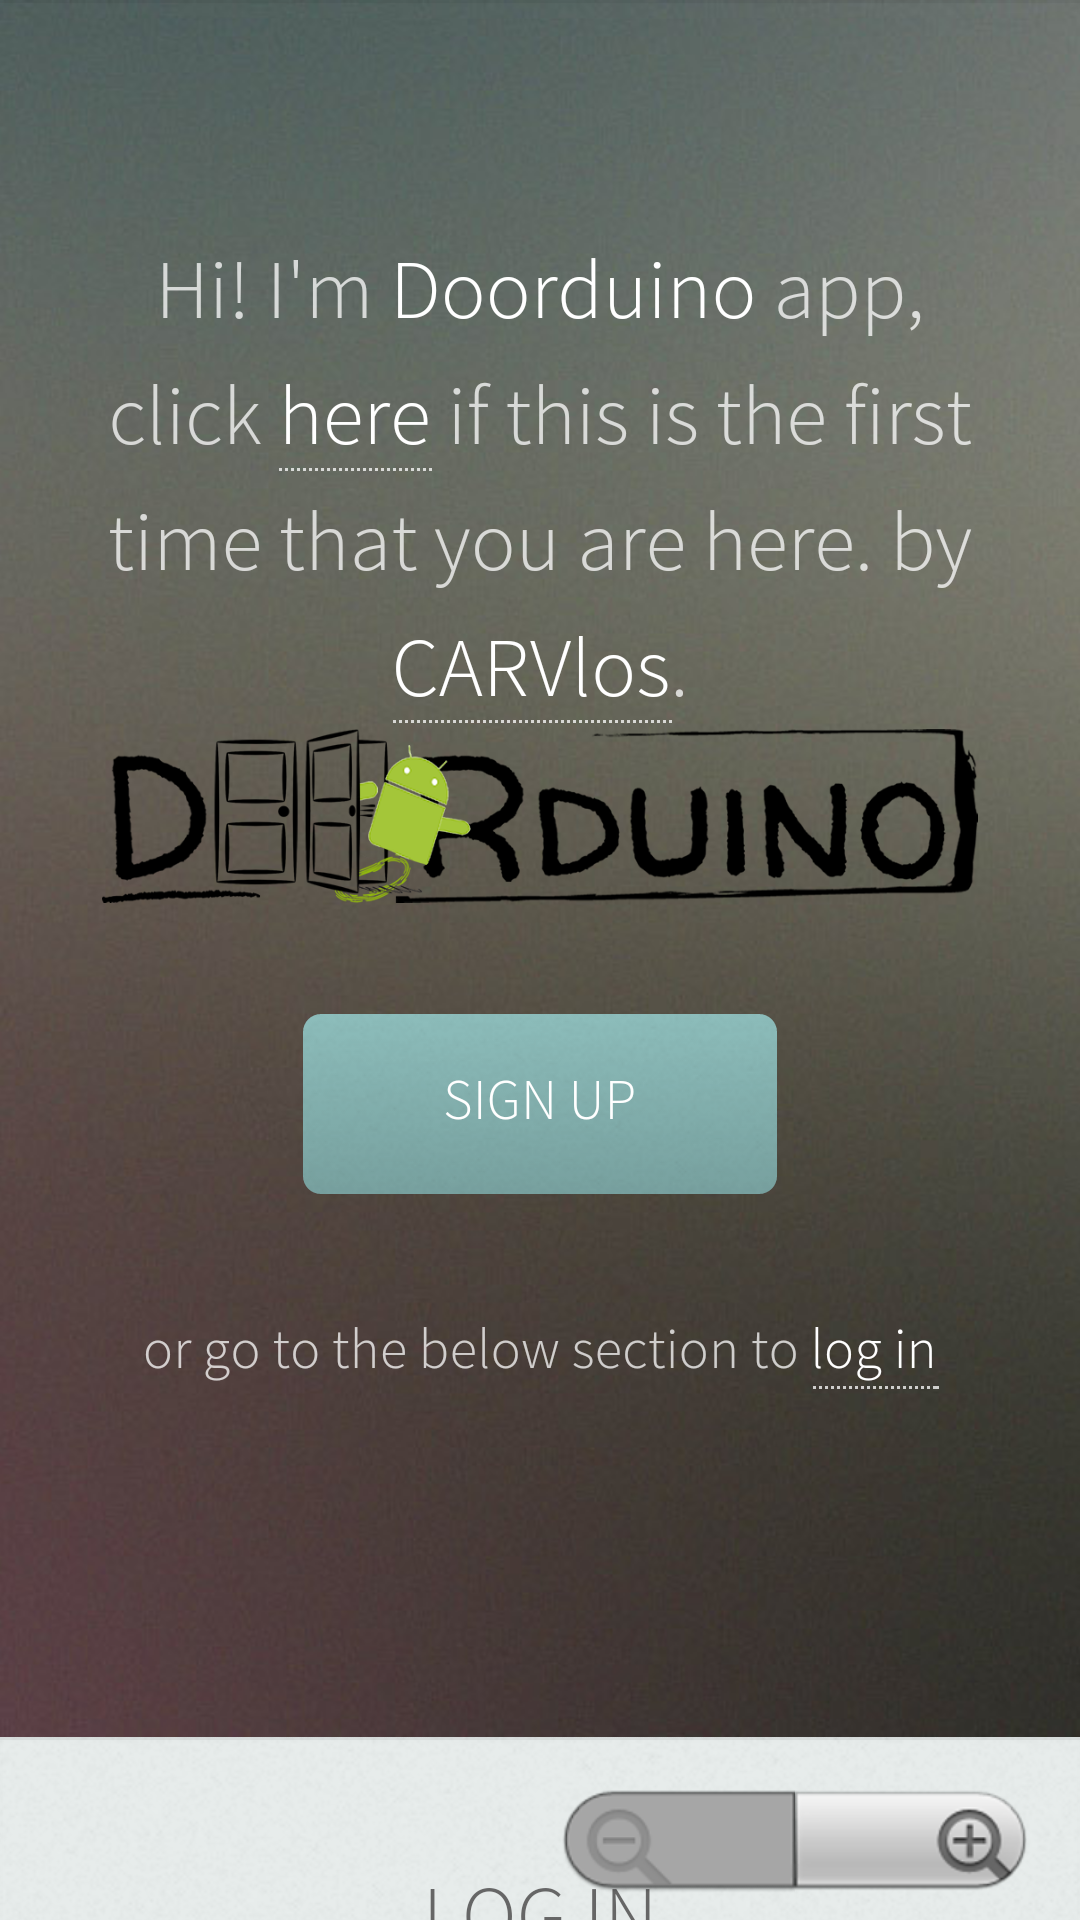 Hi! I'm Doorduino app,
click here if this is the first
time that you are here. by
CARVlos.
DOORDUINO
SIGN UP
or go to the below section to log in
LOG IN